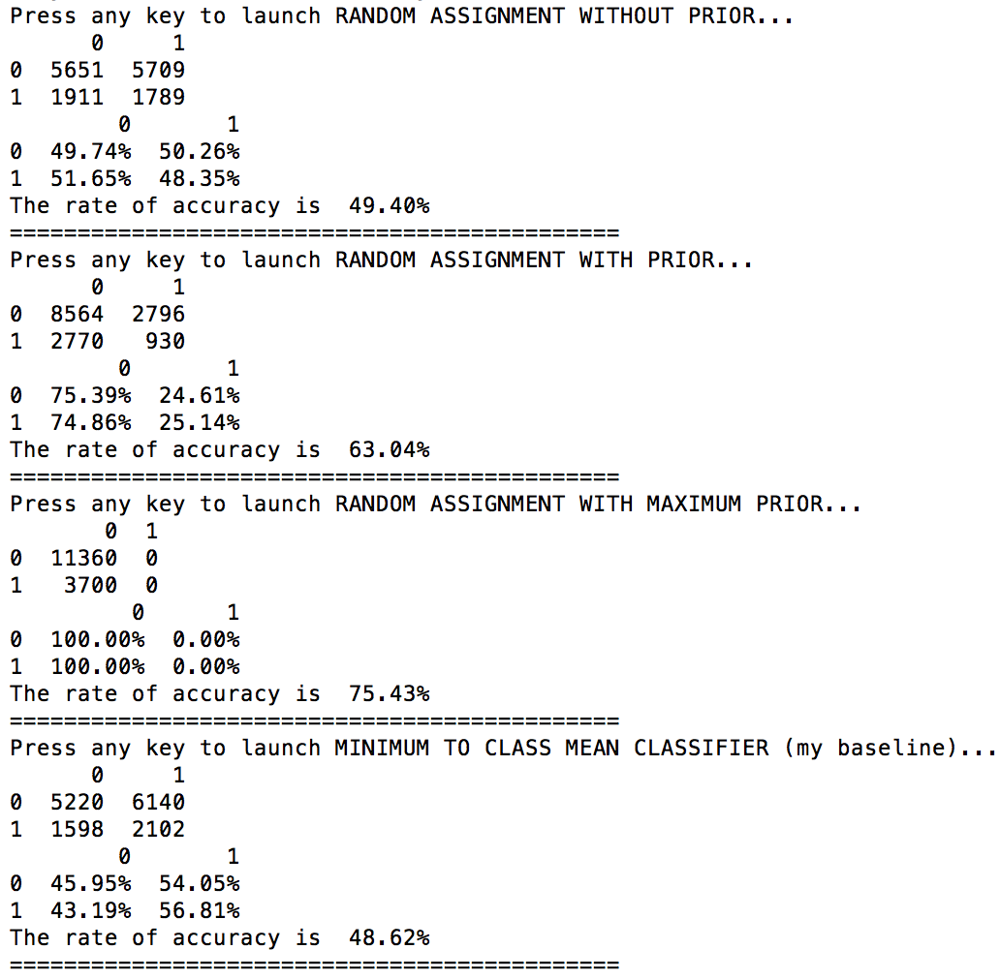 Press any key to launch RANDOM ASSIGNMENT WITHOUT PRIOR...
      0     1
0  5651  5709
1  1911  1789
        0       1
0  49.74%  50.26%
1  51.65%  48.35%
The rate of accuracy is  49.40%
=============================================
Press any key to launch RANDOM ASSIGNMENT WITH PRIOR...
      0     1
0  8564  2796
1  2770   930
        0       1
0  75.39%  24.61%
1  74.86%  25.14%
The rate of accuracy is  63.04%
=============================================
Press any key to launch RANDOM ASSIGNMENT WITH MAXIMUM PRIOR...
       0  1
0  11360  0
1   3700  0
         0      1
0  100.00%  0.00%
1  100.00%  0.00%
The rate of accuracy is  75.43%
=============================================
Press any key to launch MINIMUM TO CLASS MEAN CLASSIFIER (my baseline)...
      0     1
0  5220  6140
1  1598  2102
        0       1
0  45.95%  54.05%
1  43.19%  56.81%
The rate of accuracy is  48.62%
=============================================